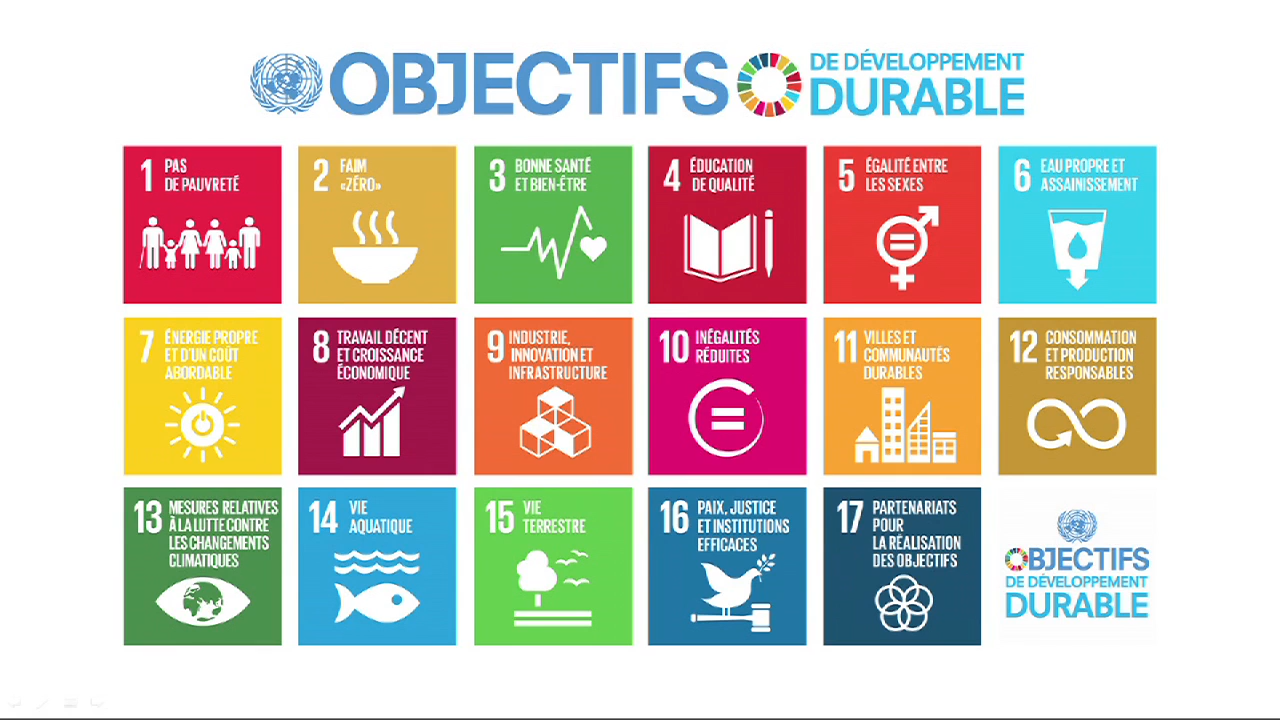 OBJECTIFS
DE DÉVELOPPEMENT
DURABLE
1 PAS
DE PAUVRETÉ
2 FAIM
«ZÉRO»
3 BONNE SANTÉ
ET BIEN-ÊTRE
4 ÉDUCATION
DE QUALITÉ
5 ÉGALITÉ ENTRE
LES SEXES
6 EAU PROPRE ET
ASSAINISSEMENT
7 ÉNERGIE PROPRE
ET D'UN COÛT
ABORDABLE
8 TRAVAIL DÉCENT
ET CROISSANCE
ÉCONOMIQUE
9 INDUSTRIE,
INNOVATION ET
INFRASTRUCTURE
10 INÉGALITÉS
RÉDUITES
11 VILLES ET
COMMUNAUTÉS
DURABLES
12 CONSOMMATION
ET PRODUCTION
RESPONSABLES
13 MESURES RELATIVES
À LA LUTTE CONTRE
LES CHANGEMENTS
CLIMATIQUES
14 VIE
AQUATIQUE
15 VIE
TERRESTRE
16 PAIX, JUSTICE
ET INSTITUTIONS
EFFICACES
17 PARTENARIATS
POUR
LA RÉALISATION
DES OBJECTIFS
OBJECTIFS
DE DÉVELOPPEMENT
DURABLE